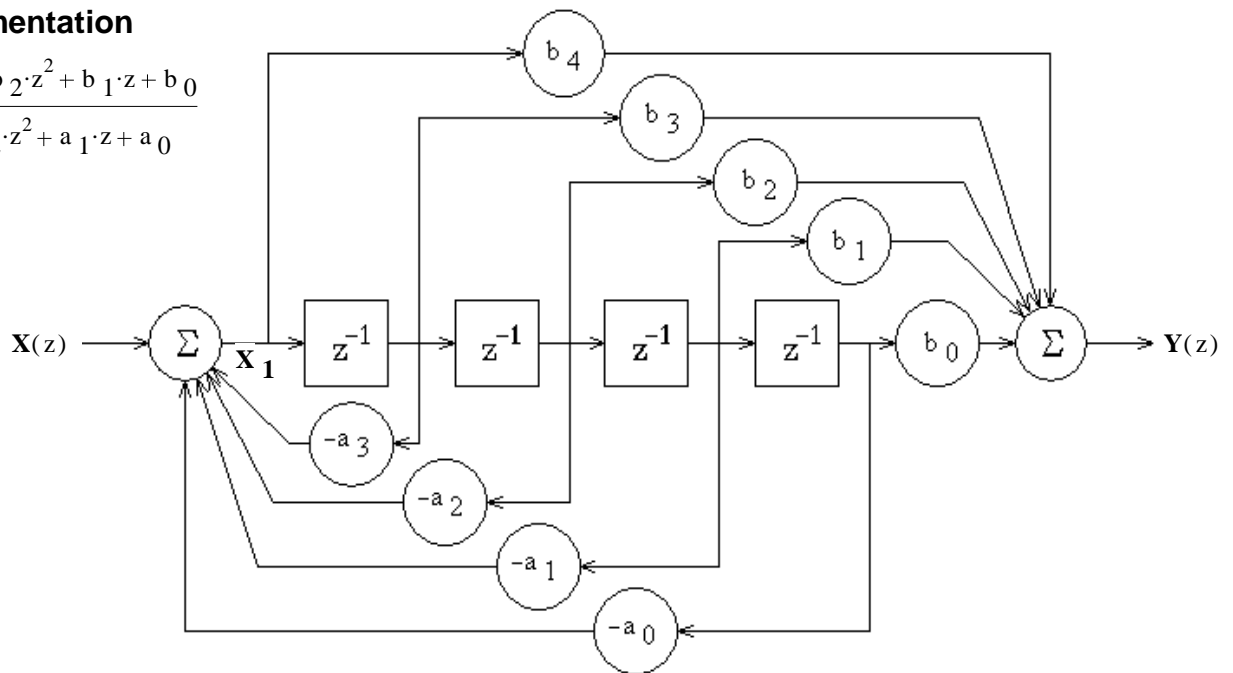 mentation
2·z² + b 1·z + b 0
·z² + a 1·z + a 0
b 4
b 3
b 2
b 1
X(z)
Σ
X 1
z⁻¹
z⁻¹
z⁻¹
z⁻¹
b 0
Σ
Y(z)
-a 3
-a 2
-a 1
-a 0